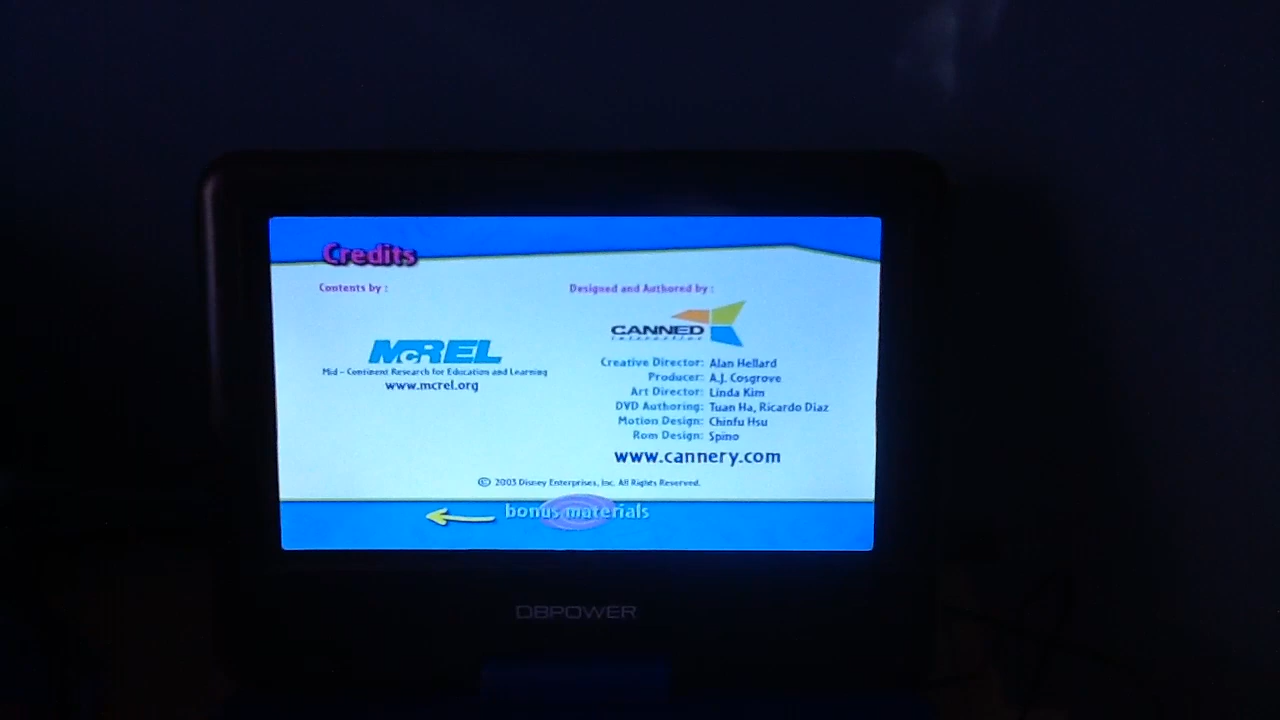 Credits
Contents by :
McREL
Mid - Continent Research for Education and Learning
www.mcrel.org
Designed and Authored by :
CANNED
interactive
Creative Director: Alan Hellard
Producer: A.J. Cosgrove
Art Director: Linda Kim
DVD Authoring: Tuan Ha, Ricardo Diaz
Motion Design: Chinfu Hsu
Rom Design: Spino
www.cannery.com
© 2003 Disney Enterprises, Inc. All Rights Reserved.
bonus materials
DBPOWER